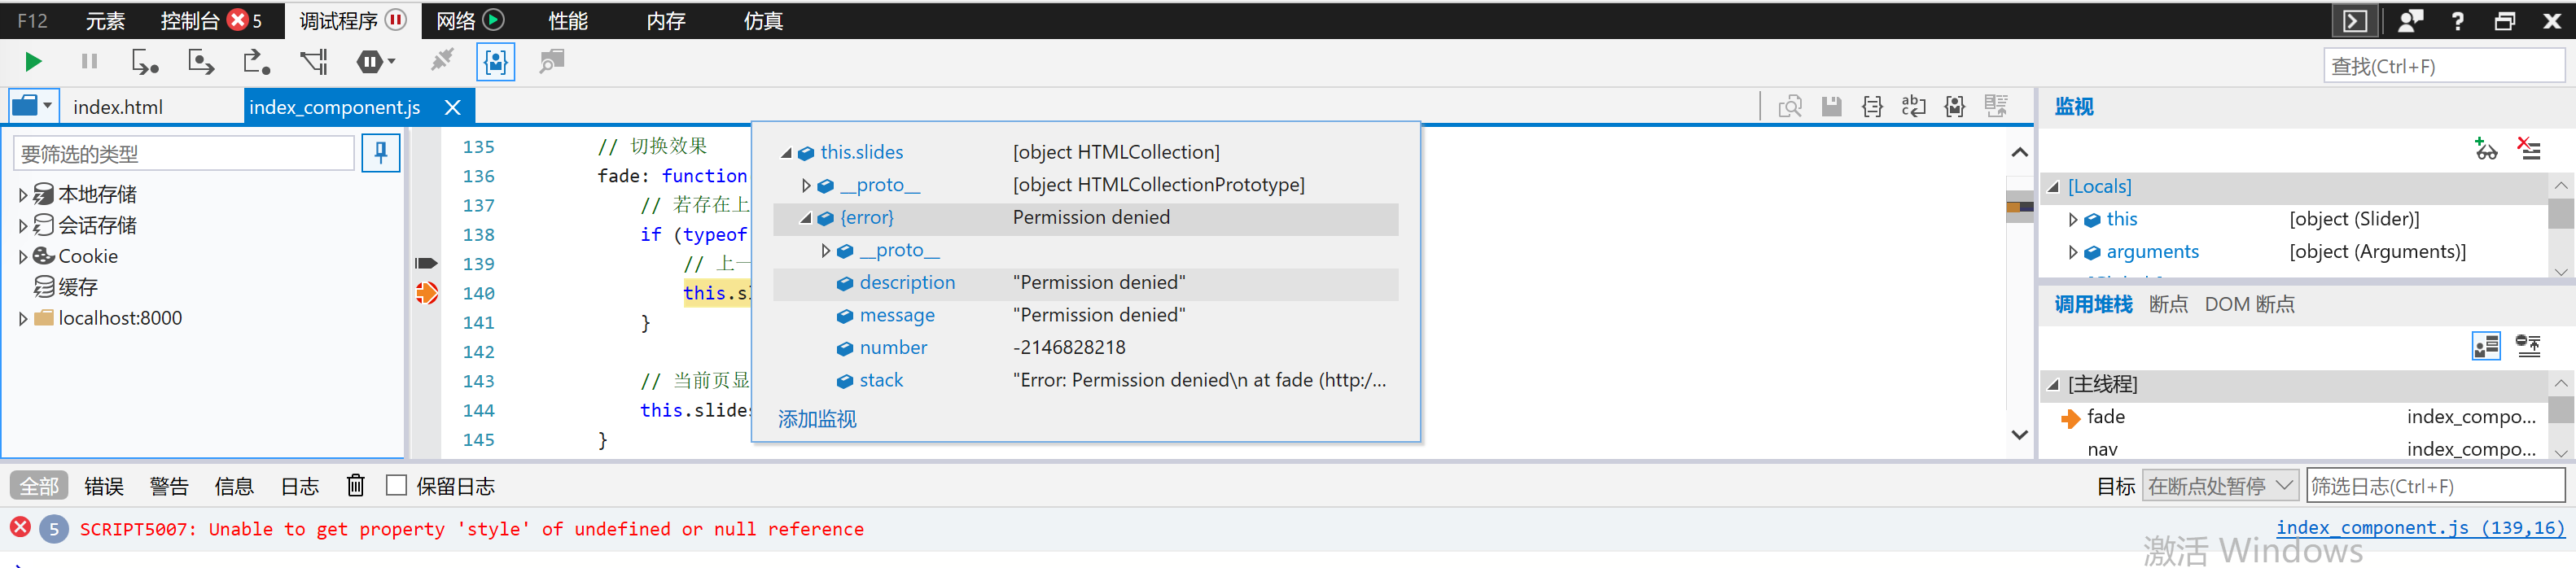 F12 元素 控制台 5 调试程序 网络 性能 内存 仿真 ?
查找(Ctrl+F)
index.html index_component.js
监视
要筛选的类型
本地存储
会话存储
Cookie
缓存
localhost:8000
135 // 切换效果
136 fade: function
137 // 若存在上
138 if (typeof
139 // 上一
140 this.sl
141 }
142
143 // 当前页显
144 this.slides
145 }
this.slides [object HTMLCollection]
__proto__ [object HTMLCollectionPrototype]
{error} Permission denied
__proto__
description "Permission denied"
message "Permission denied"
number -2146828218
stack "Error: Permission denied\n at fade (http:/...
添加监视
[Locals]
this [object (Slider)]
arguments [object (Arguments)]
调用堆栈 断点 DOM 断点
[主线程]
fade index_compo...
nav index_compo...
全部 错误 警告 信息 日志 保留日志 目标 在断点处暂停 筛选日志(Ctrl+F)
5 SCRIPT5007: Unable to get property 'style' of undefined or null reference index_component.js (139,16)
激活 Windows